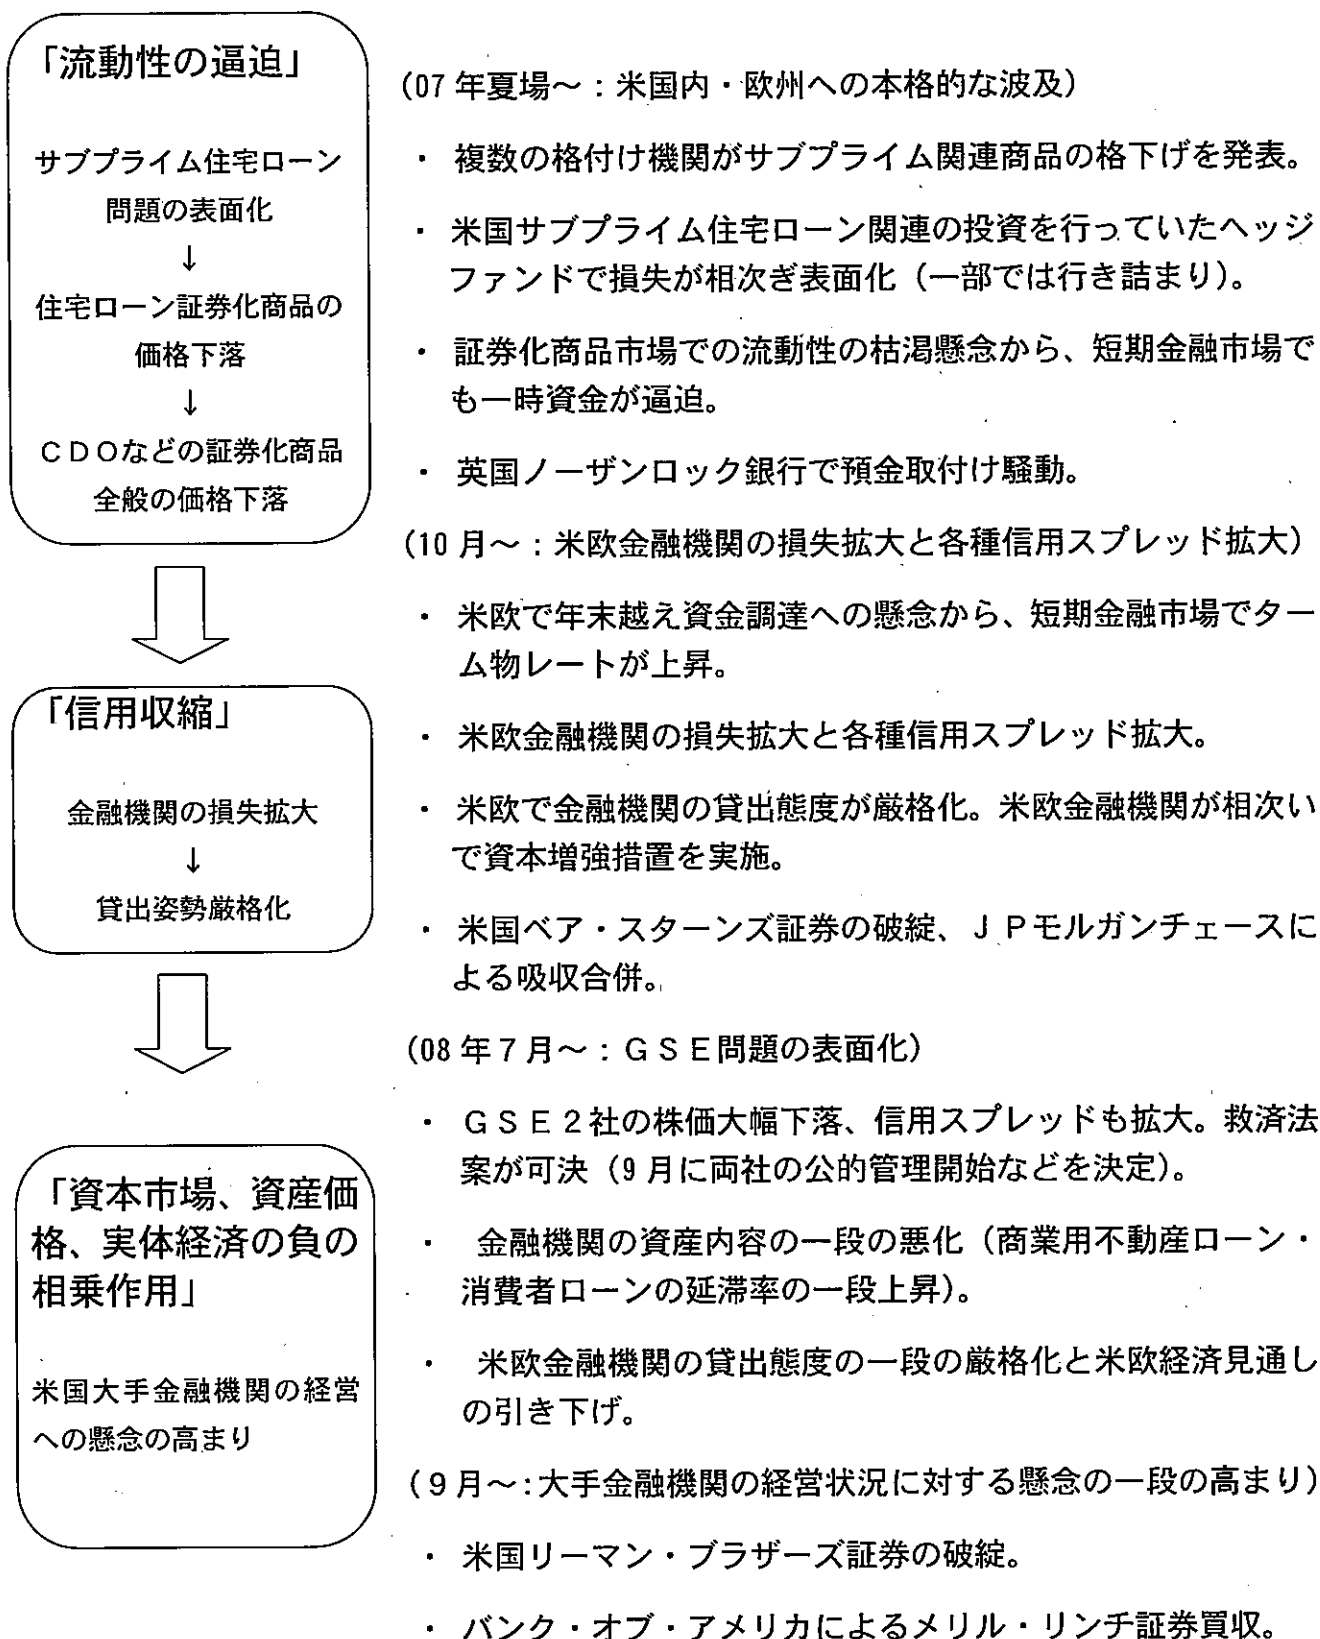 「流動性の逼迫」
サブプライム住宅ローン
問題の表面化
↓
住宅ローン証券化商品の
価格下落
↓
ＣＤＯなどの証券化商品
全般の価格下落
「信用収縮」
金融機関の損失拡大
↓
貸出姿勢厳格化
「資本市場、資産価
格、実体経済の負の
相乗作用」
米国大手金融機関の経営
への懸念の高まり
（07年夏場～：米国内・欧州への本格的な波及）
・ 複数の格付け機関がサブプライム関連商品の格下げを発表。
・ 米国サブプライム住宅ローン関連の投資を行っていたヘッジ
ファンドで損失が相次ぎ表面化（一部では行き詰まり）。
・ 証券化商品市場での流動性の枯渇懸念から、短期金融市場で
も一時資金が逼迫。
・ 英国ノーザンロック銀行で預金取付け騒動。
（10月～：米欧金融機関の損失拡大と各種信用スプレッド拡大）
・ 米欧で年末越え資金調達への懸念から、短期金融市場でター
ム物レートが上昇。
・ 米欧金融機関の損失拡大と各種信用スプレッド拡大。
・ 米欧で金融機関の貸出態度が厳格化。米欧金融機関が相次い
で資本増強措置を実施。
・ 米国ベア・スターンズ証券の破綻、ＪＰモルガンチェースに
よる吸収合併。
（08年７月～：ＧＳＥ問題の表面化）
・ ＧＳＥ２社の株価大幅下落、信用スプレッドも拡大。救済法
案が可決（9月に両社の公的管理開始などを決定）。
・ 金融機関の資産内容の一段の悪化（商業用不動産ローン・
消費者ローンの延滞率の一段上昇）。
・ 米欧金融機関の貸出態度の一段の厳格化と米欧経済見通し
の引き下げ。
（９月～：大手金融機関の経営状況に対する懸念の一段の高まり）
・ 米国リーマン・ブラザーズ証券の破綻。
・ バンク・オブ・アメリカによるメリル・リンチ証券買収。